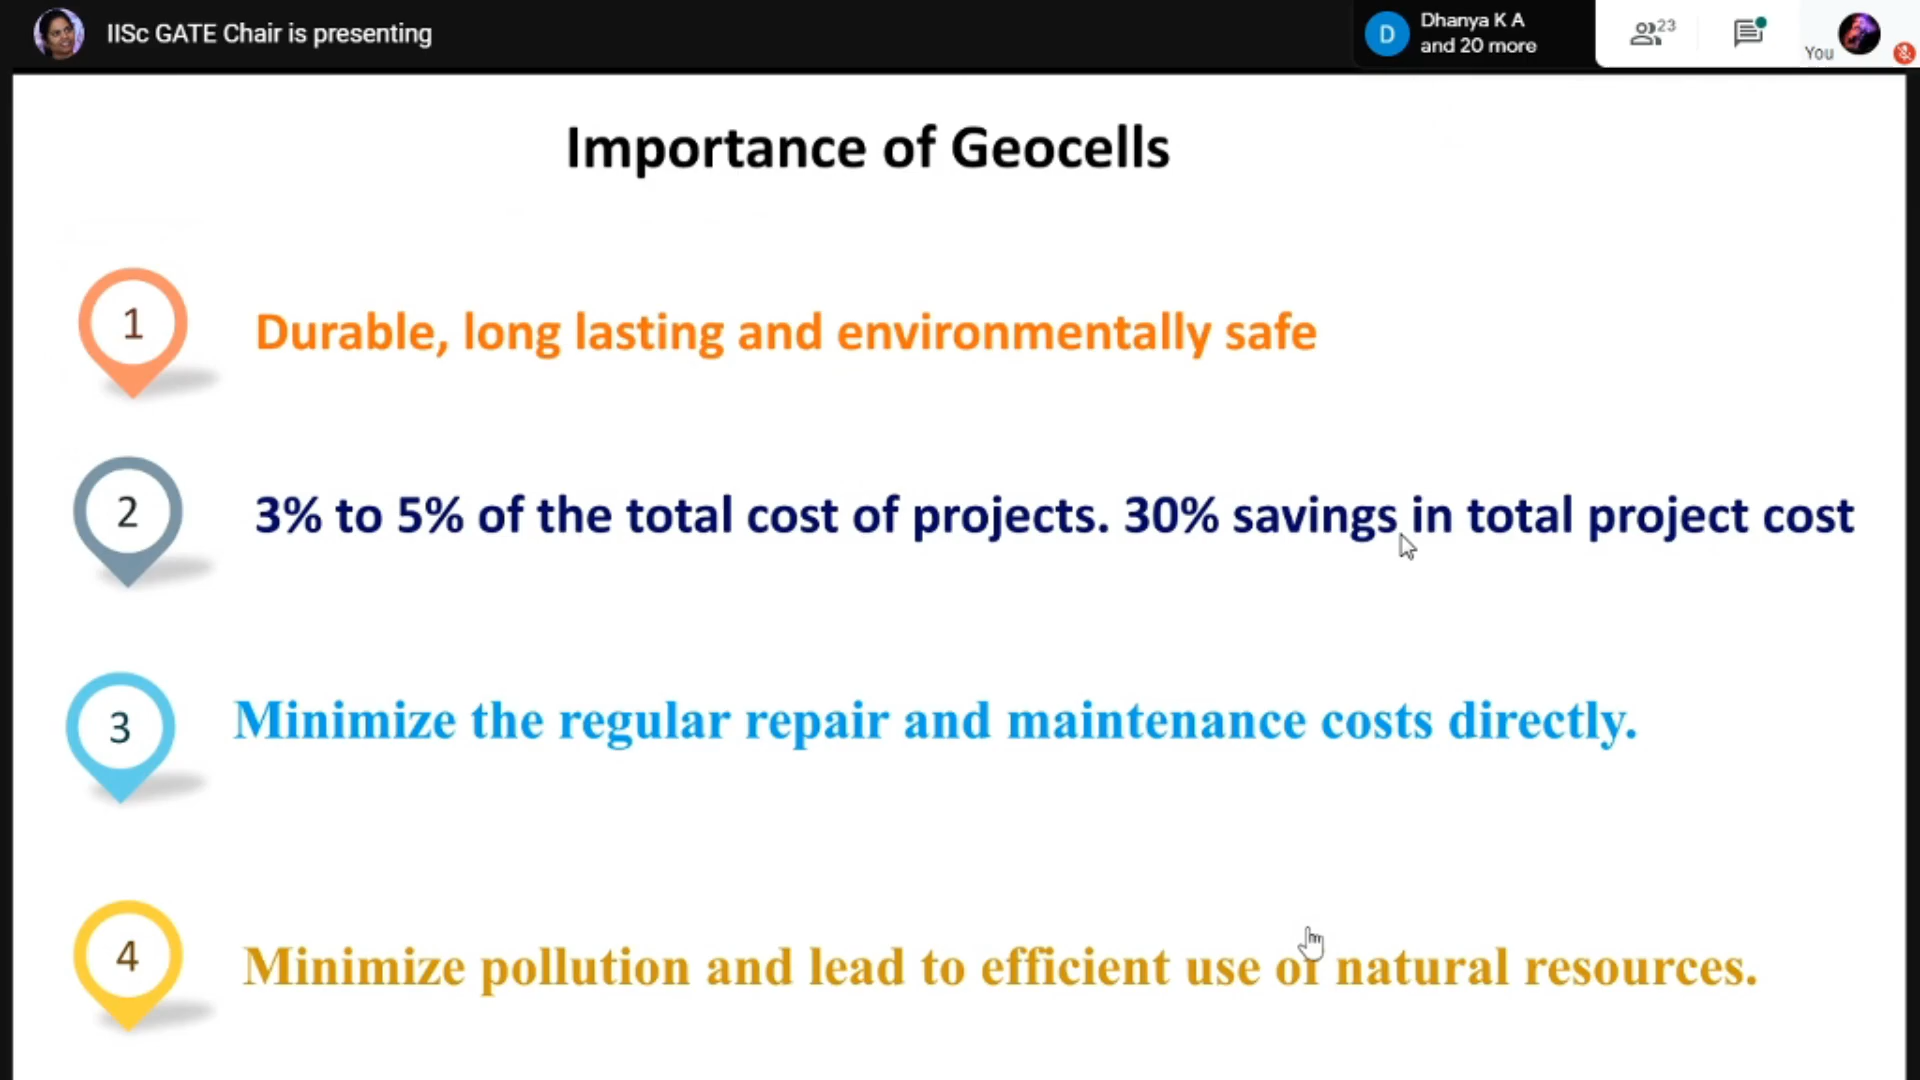 IISc GATE Chair is presenting
D
Dhanya K A
and 20 more
23
You
Importance of Geocells
1
Durable, long lasting and environmentally safe
2
3% to 5% of the total cost of projects. 30% savings in total project cost
3
Minimize the regular repair and maintenance costs directly.
4
Minimize pollution and lead to efficient use of natural resources.